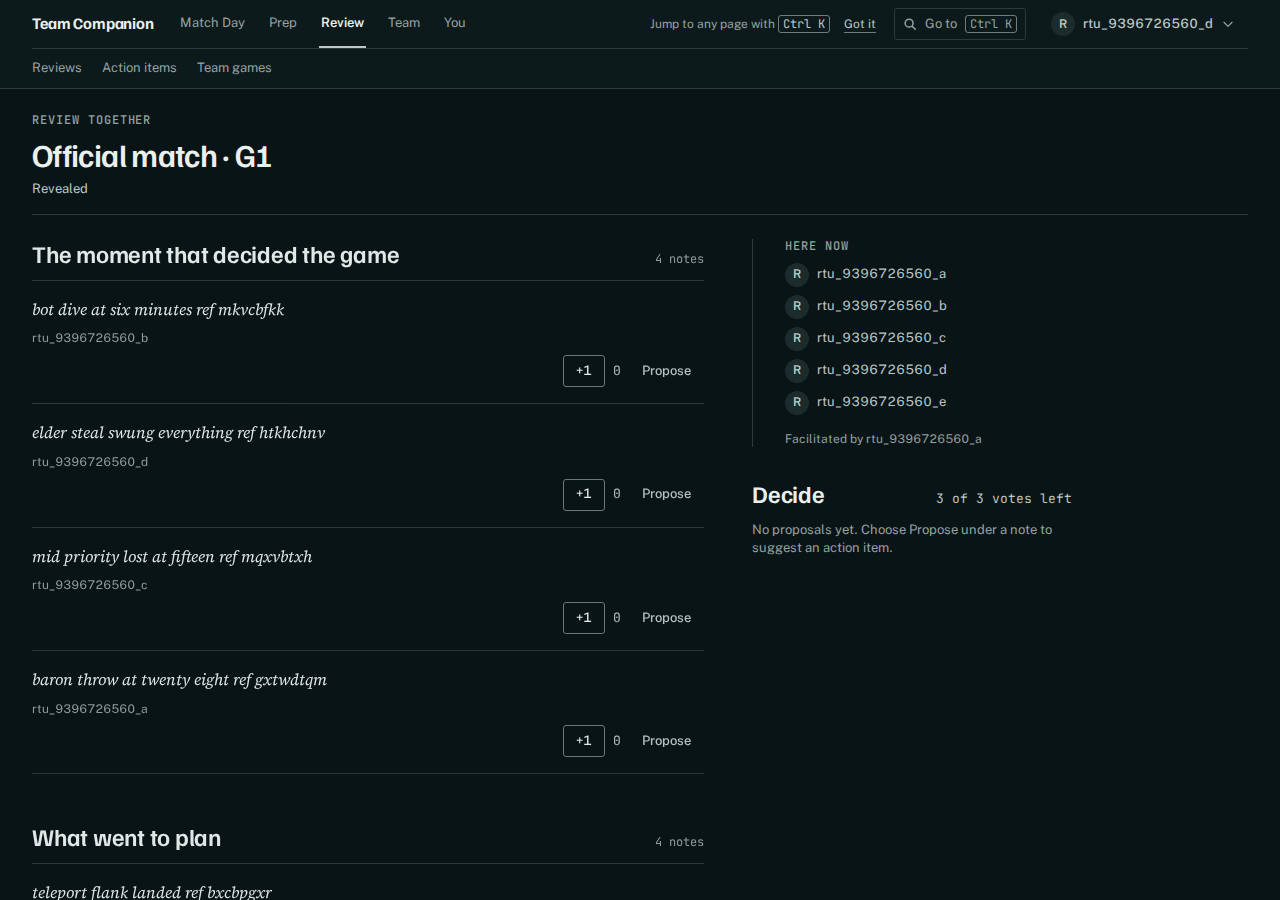 Team Companion Match Day Prep Review Team You Jump to any page with Ctrl K Got it Go to Ctrl K R rtu_9396726560_d
Reviews Action items Team games
REVIEW TOGETHER
Official match · G1
Revealed
The moment that decided the game 4 notes
bot dive at six minutes ref mkvcbfkk
rtu_9396726560_b
+1 0 Propose
elder steal swung everything ref htkhchnv
rtu_9396726560_d
+1 0 Propose
mid priority lost at fifteen ref mqxvbtxh
rtu_9396726560_c
+1 0 Propose
baron throw at twenty eight ref gxtwdtqm
rtu_9396726560_a
+1 0 Propose
What went to plan 4 notes
teleport flank landed ref bxcbpgxr
HERE NOW
R rtu_9396726560_a
R rtu_9396726560_b
R rtu_9396726560_c
R rtu_9396726560_d
R rtu_9396726560_e
Facilitated by rtu_9396726560_a
Decide 3 of 3 votes left
No proposals yet. Choose Propose under a note to
suggest an action item.